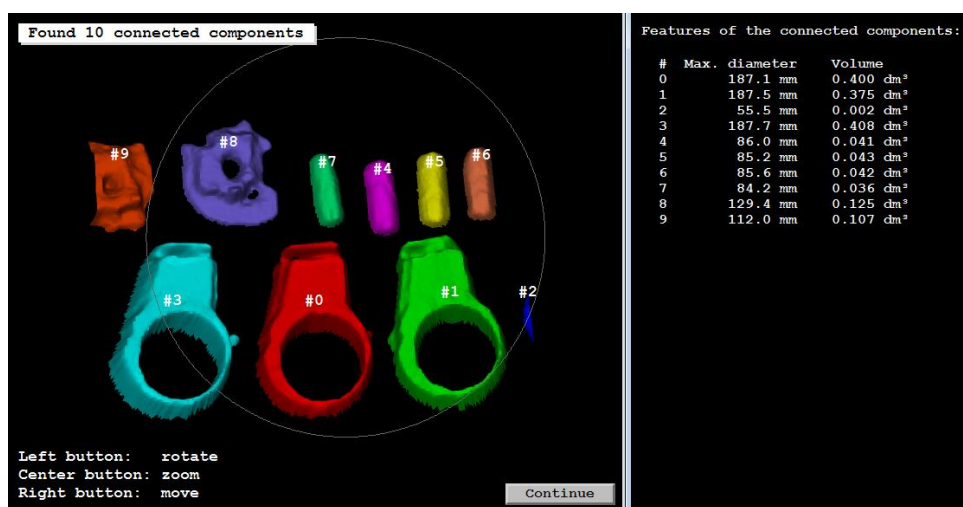 Found 10 connected components
#9
#8
#7
#4
#5
#6
#3
#0
#1
#2
Left button: rotate
Center button: zoom
Right button: move
Continue
Features of the connected components:
# Max. diameter Volume
0 187.1 mm 0.400 dm³
1 187.5 mm 0.375 dm³
2 55.5 mm 0.002 dm³
3 187.7 mm 0.408 dm³
4 86.0 mm 0.041 dm³
5 85.2 mm 0.043 dm³
6 85.6 mm 0.042 dm³
7 84.2 mm 0.036 dm³
8 129.4 mm 0.125 dm³
9 112.0 mm 0.107 dm³